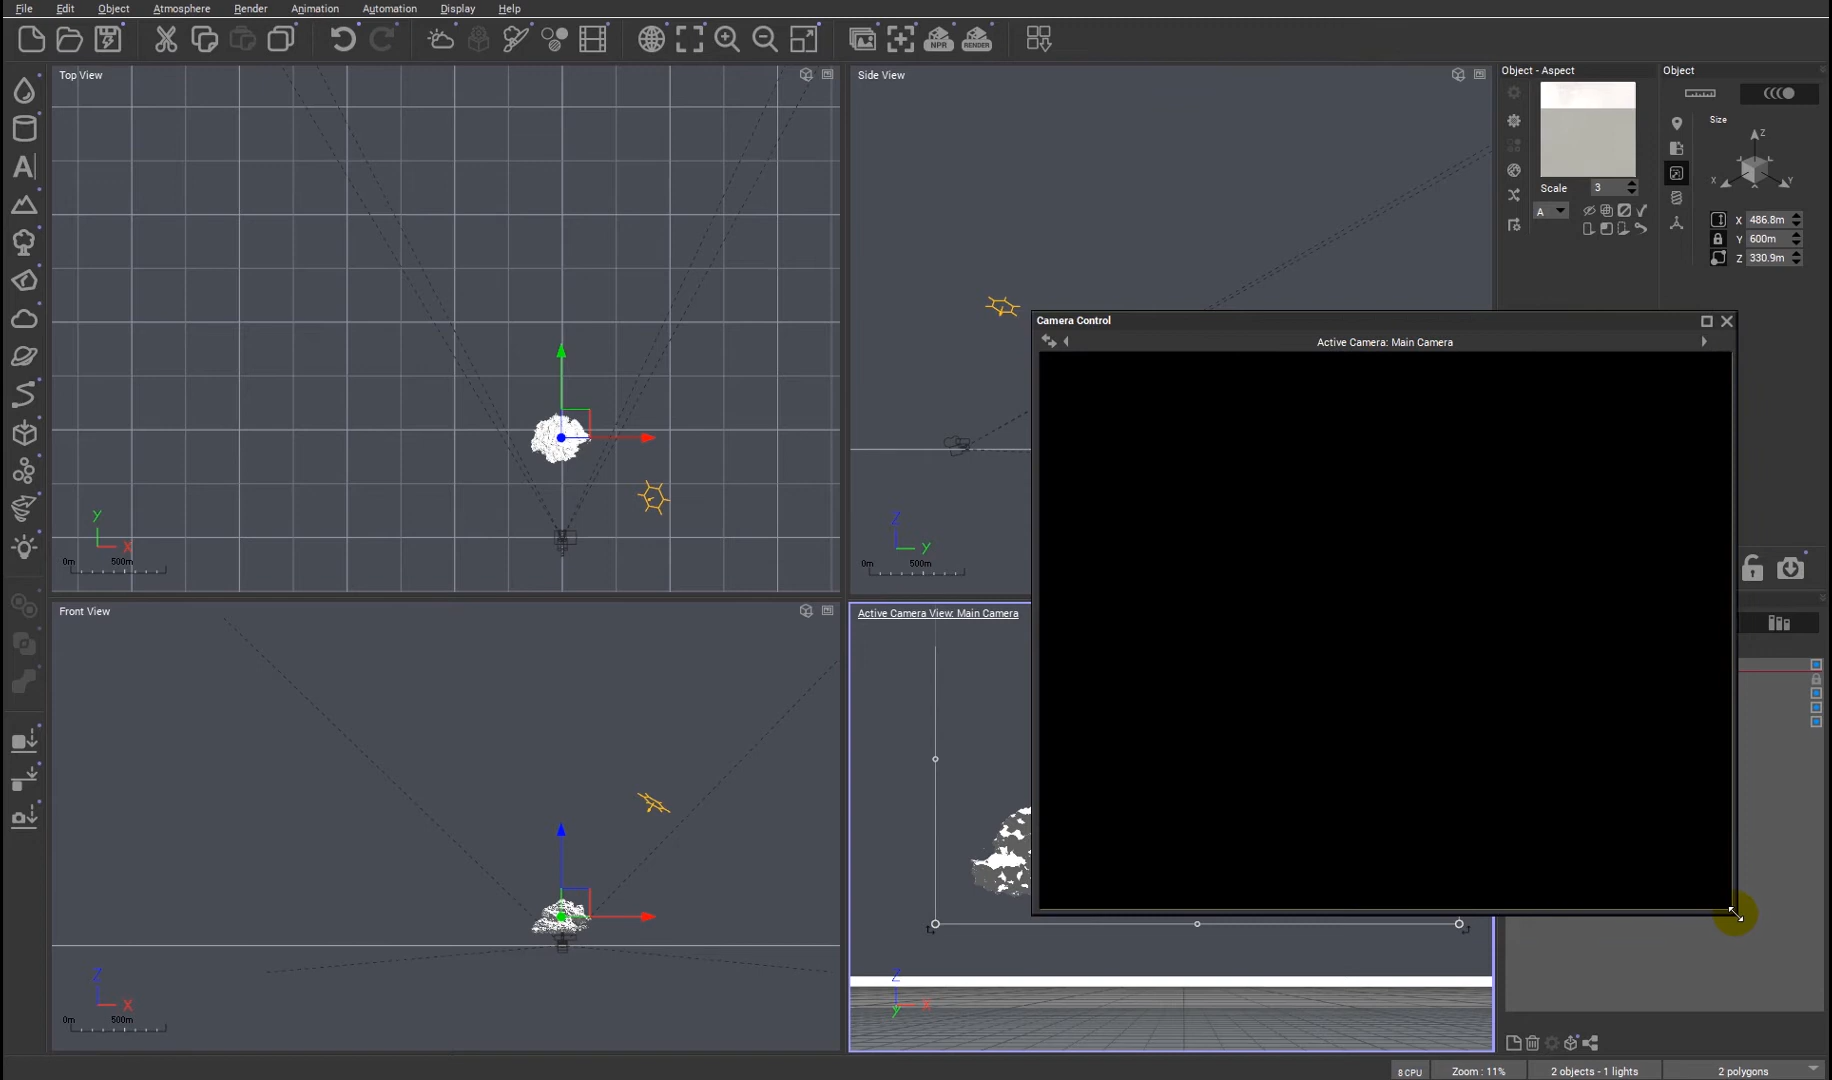 File Edit Object Atmosphere Render Animation Automation Display Help
NPR RENDER
Top View
Side View
Object - Aspect
Object
Size
Z
X Y
Scale 3
A
X 486.8m
Y 600m
Z 330.9m
Camera Control
Active Camera: Main Camera
Y
X
0m 500m
Z
Y
0m 500m
Front View
Active Camera View: Main Camera
Z
X
0m 500m
Z
X
Y
8 CPU Zoom : 11% 2 objects - 1 lights 2 polygons